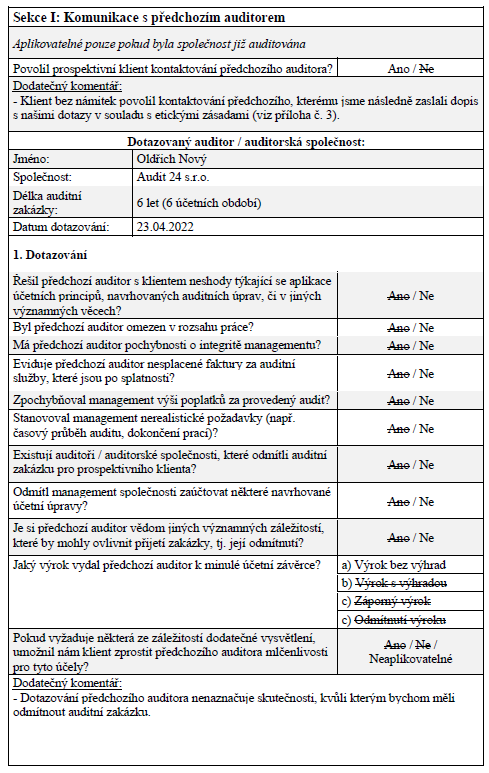 Sekce I: Komunikace s předchozím auditorem
Aplikovatelné pouze pokud byla společnost již auditována
Povolil prospektivní klient kontaktování předchozího auditora? Ano / Ne
Dodatečný komentář:
- Klient bez námitek povolil kontaktování předchozího, kterému jsme následně zaslali dopis
s našimi dotazy v souladu s etickými zásadami (viz příloha č. 3).
Dotazovaný auditor / auditorská společnost:
Jméno: Oldřich Nový
Společnost: Audit 24 s.r.o.
Délka auditní
zakázky: 6 let (6 účetních období)
Datum dotazování: 23.04.2022
1. Dotazování
Řešil předchozí auditor s klientem neshody týkající se aplikace
účetních principů, navrhovaných auditních úprav, či v jiných
významných věcech? Ano / Ne
Byl předchozí auditor omezen v rozsahu práce? Ano / Ne
Má předchozí auditor pochybnosti o integritě managementu? Ano / Ne
Eviduje předchozí auditor nesplacené faktury za auditní
služby, které jsou po splatnosti? Ano / Ne
Zpochybňoval management výši poplatků za provedený audit? Ano / Ne
Stanovoval management nerealistické požadavky (např.
časový průběh auditu, dokončení prací)? Ano / Ne
Existují auditoři / auditorské společnosti, které odmítli auditní
zakázku pro prospektivního klienta? Ano / Ne
Odmítl management společnosti zaúčtovat některé navrhované
účetní úpravy? Ano / Ne
Je si předchozí auditor vědom jiných významných záležitostí,
které by mohly ovlivnit přijetí zakázky, tj. její odmítnutí? Ano / Ne
Jaký výrok vydal předchozí auditor k minulé účetní závěrce? a) Výrok bez výhrad
b) Výrok s výhradou
c) Záporný výrok
c) Odmítnutí výroku
Pokud vyžaduje některá ze záležitostí dodatečné vysvětlení,
umožnil nám klient zprostit předchozího auditora mlčenlivosti
pro tyto účely? Ano / Ne /
Neaplikovatelné
Dodatečný komentář:
- Dotazování předchozího auditora nenaznačuje skutečnosti, kvůli kterým bychom měli
odmítnout auditní zakázku.